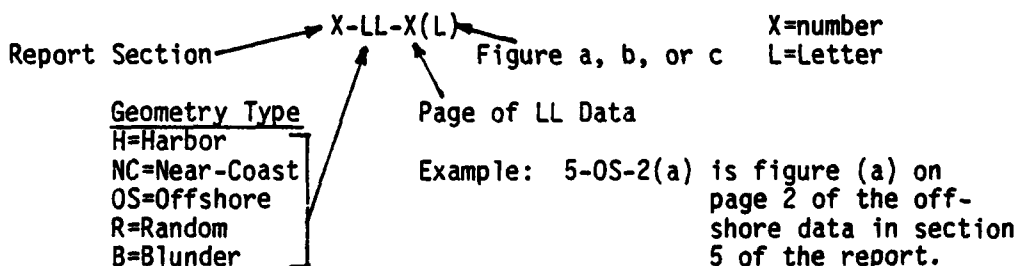 X-LL-X(L) X=number
Report Section Figure a, b, or c L=Letter
Geometry Type Page of LL Data
H=Harbor
NC=Near-Coast Example: 5-OS-2(a) is figure (a) on
OS=Offshore page 2 of the off-
R=Random shore data in section
B=Blunder 5 of the report.